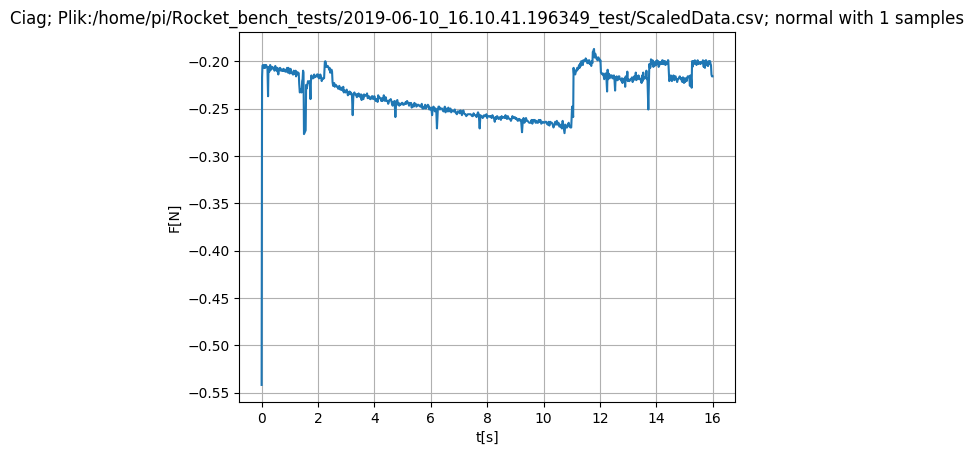 Ciag; Plik:/home/pi/Rocket_bench_tests/2019-06-10_16.10.41.196349_test/ScaledData.csv; normal with 1 samples
−0.20
−0.25
−0.30
−0.35
−0.40
−0.45
−0.50
−0.55
F[N]
0 2 4 6 8 10 12 14 16
t[s]